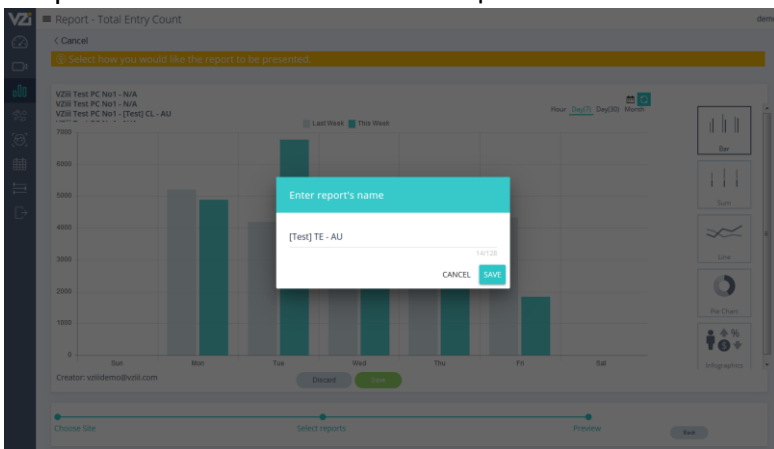 VZi
Report - Total Entry Count
demo
< Cancel
Select how you would like the report to be presented.
VZiii Test PC No1 - N/A
VZiii Test PC No1 - N/A
VZiii Test PC No1 - [Test] CL - AU
Hour Day(7) Day(30) Month
Last Week This Week
7000
6000
5000
4000
3000
2000
1000
0
Sun Mon Tue Wed Thu Fri Sat
Enter report's name
[Test] TE - AU
14/128
CANCEL SAVE
Bar
Sum
Line
Pie Chart
Infographics
Creator: vziiidemo@vziii.com
Discard Save
Choose Site Select reports Preview
Back